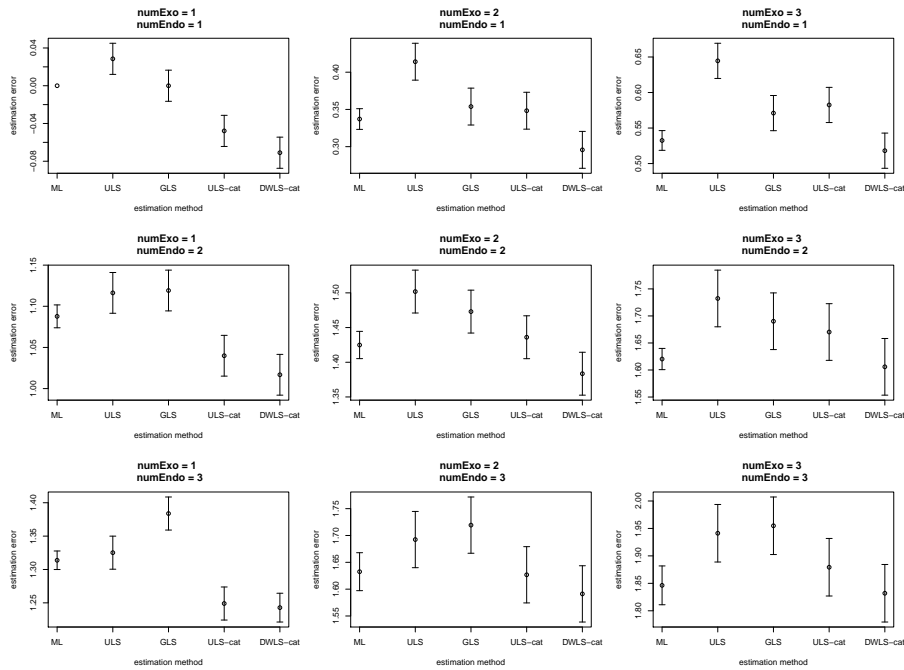 numExo = 1
numEndo = 1
estimation error
0.04
0.00
−0.04
−0.08
ML
ULS
GLS
ULS−cat
DWLS−cat
estimation method
numExo = 2
numEndo = 1
estimation error
0.40
0.35
0.30
ML
ULS
GLS
ULS−cat
DWLS−cat
estimation method
numExo = 3
numEndo = 1
estimation error
0.65
0.60
0.55
0.50
ML
ULS
GLS
ULS−cat
DWLS−cat
estimation method
numExo = 1
numEndo = 2
estimation error
1.15
1.10
1.05
1.00
ML
ULS
GLS
ULS−cat
DWLS−cat
estimation method
numExo = 2
numEndo = 2
estimation error
1.50
1.45
1.40
1.35
ML
ULS
GLS
ULS−cat
DWLS−cat
estimation method
numExo = 3
numEndo = 2
estimation error
1.75
1.70
1.65
1.60
1.55
ML
ULS
GLS
ULS−cat
DWLS−cat
estimation method
numExo = 1
numEndo = 3
estimation error
1.40
1.35
1.30
1.25
ML
ULS
GLS
ULS−cat
DWLS−cat
estimation method
numExo = 2
numEndo = 3
estimation error
1.75
1.70
1.65
1.60
1.55
ML
ULS
GLS
ULS−cat
DWLS−cat
estimation method
numExo = 3
numEndo = 3
estimation error
2.00
1.95
1.90
1.85
1.80
ML
ULS
GLS
ULS−cat
DWLS−cat
estimation method